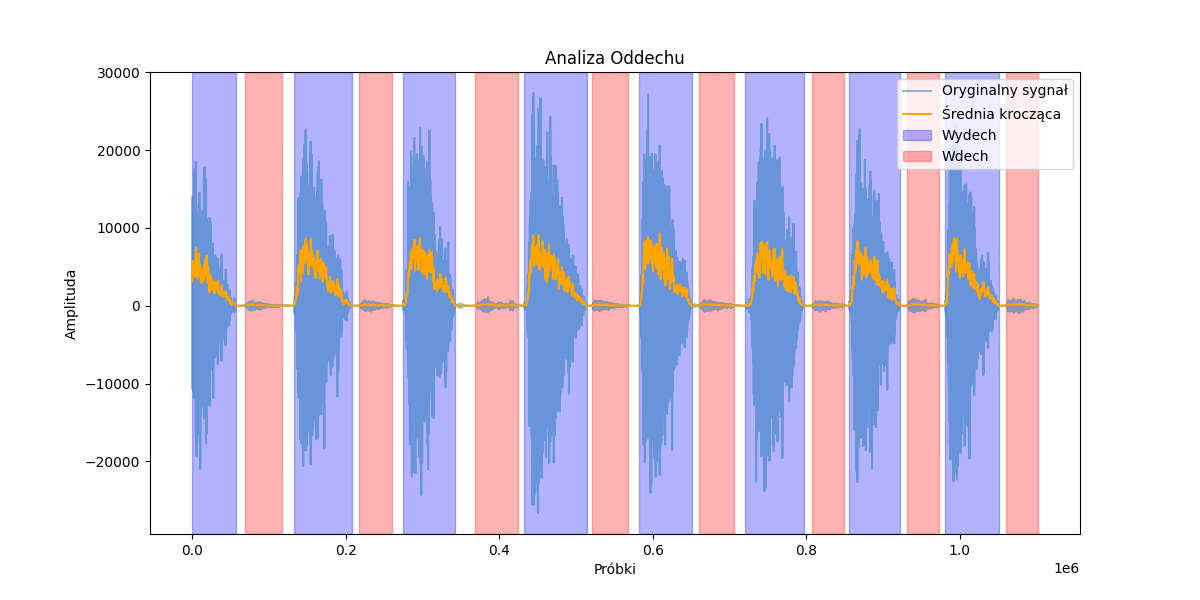 Analiza Oddechu
Oryginalny sygnał
Średnia krocząca
Wydech
Wdech
30000
20000
10000
0
−10000
−20000
Amplituda
0.0 0.2 0.4 0.6 0.8 1.0
1e6
Próbki